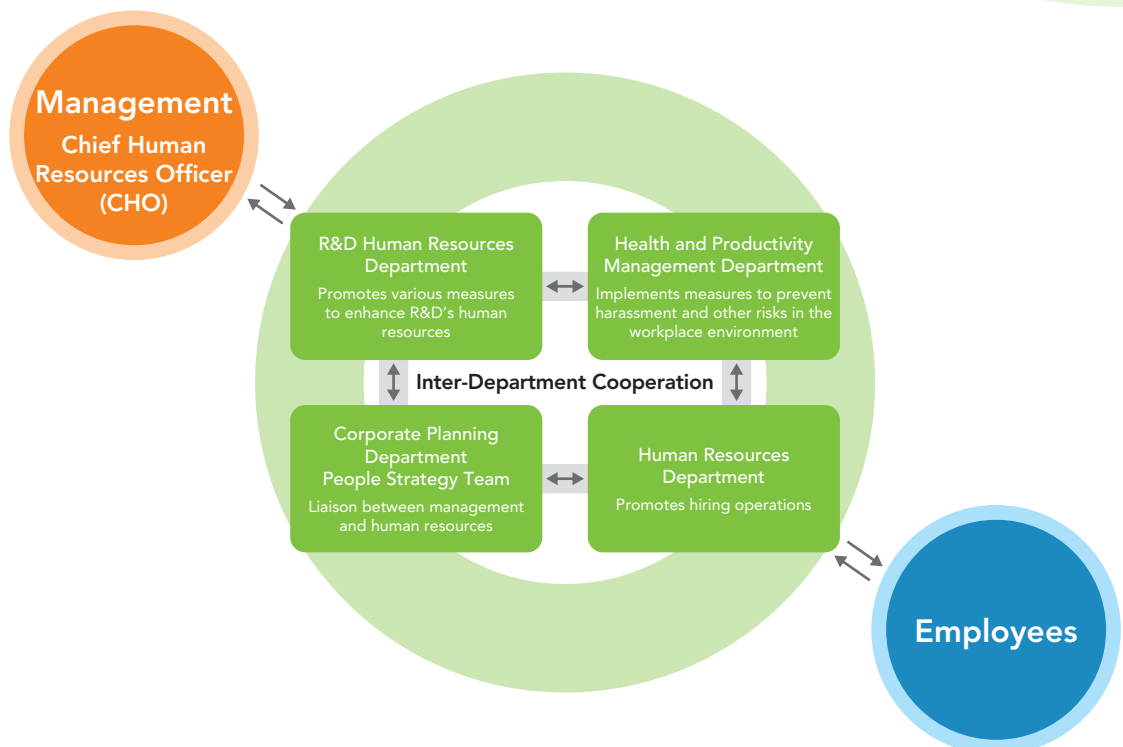 Management
Chief Human
Resources Officer
(CHO)
R&D Human Resources
Department
Promotes various measures
to enhance R&D's human
resources
Health and Productivity
Management Department
Implements measures to prevent
harassment and other risks in the
workplace environment
Inter-Department Cooperation
Corporate Planning
Department
People Strategy Team
Liaison between management
and human resources
Human Resources
Department
Promotes hiring operations
Employees